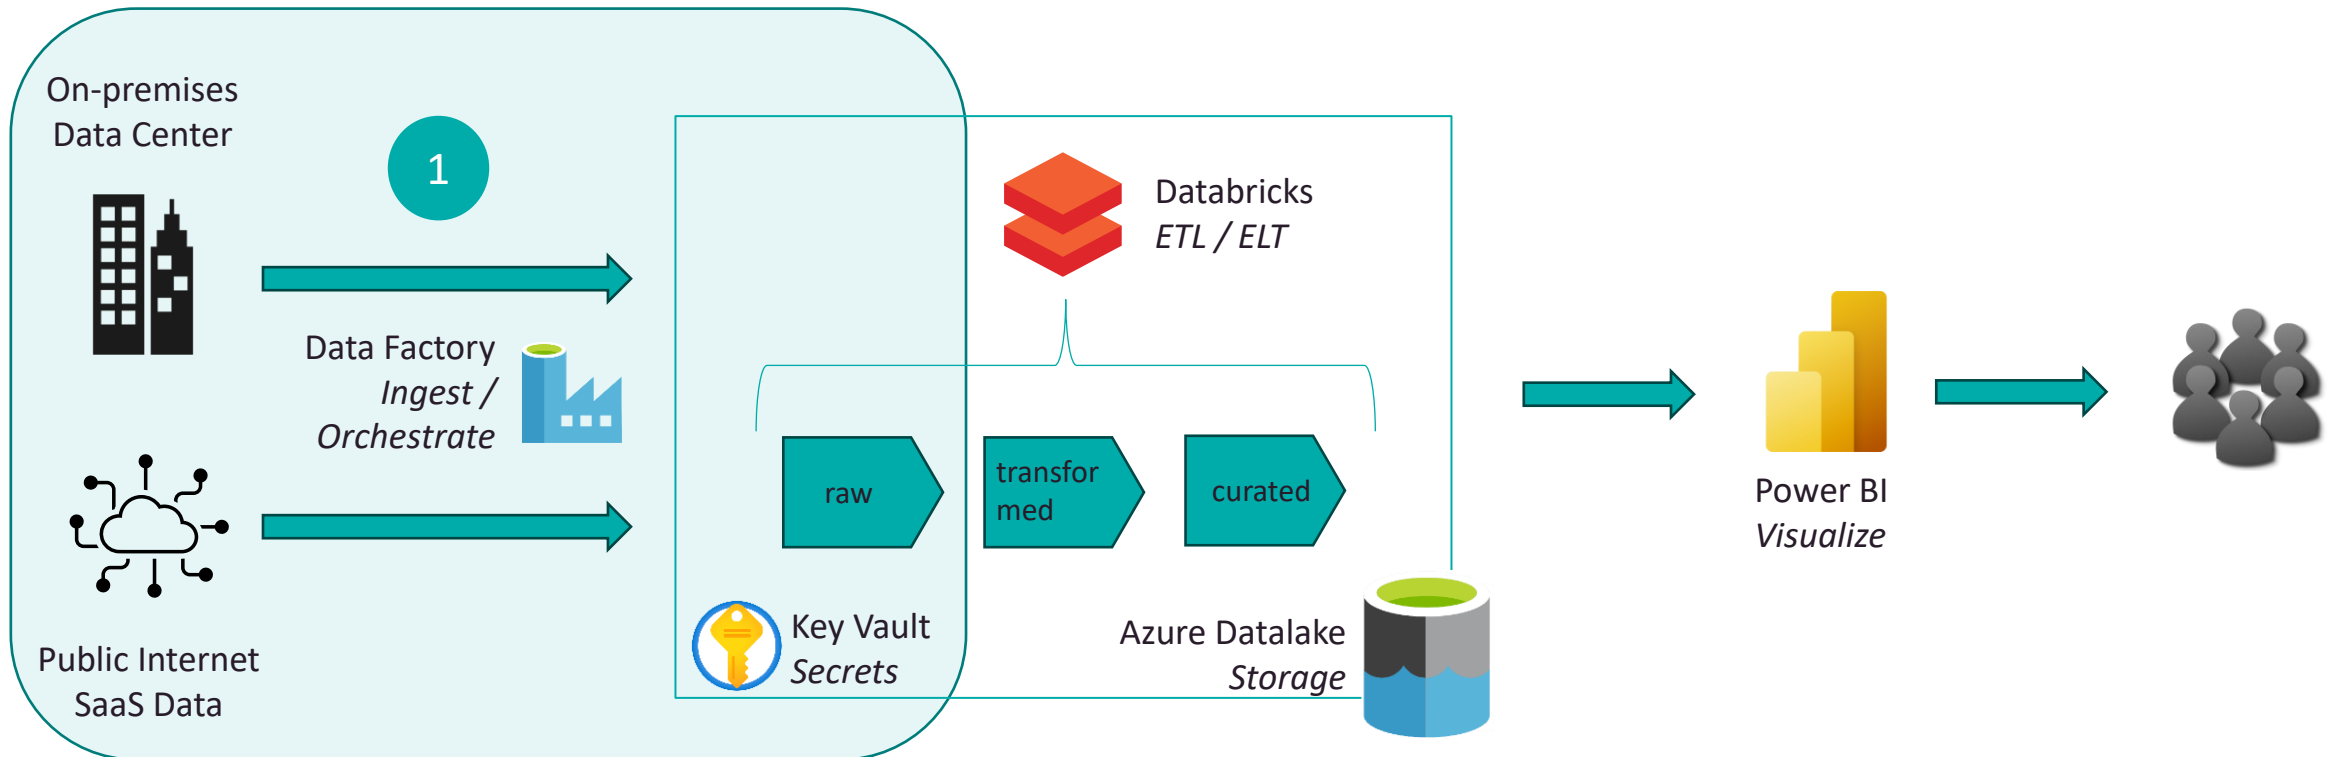 On-premises
Data Center
1
Data Factory
Ingest /
Orchestrate
Public Internet
SaaS Data
Databricks
ETL / ELT
raw
transfor
med
curated
Key Vault
Secrets
Azure Datalake
Storage
Power BI
Visualize